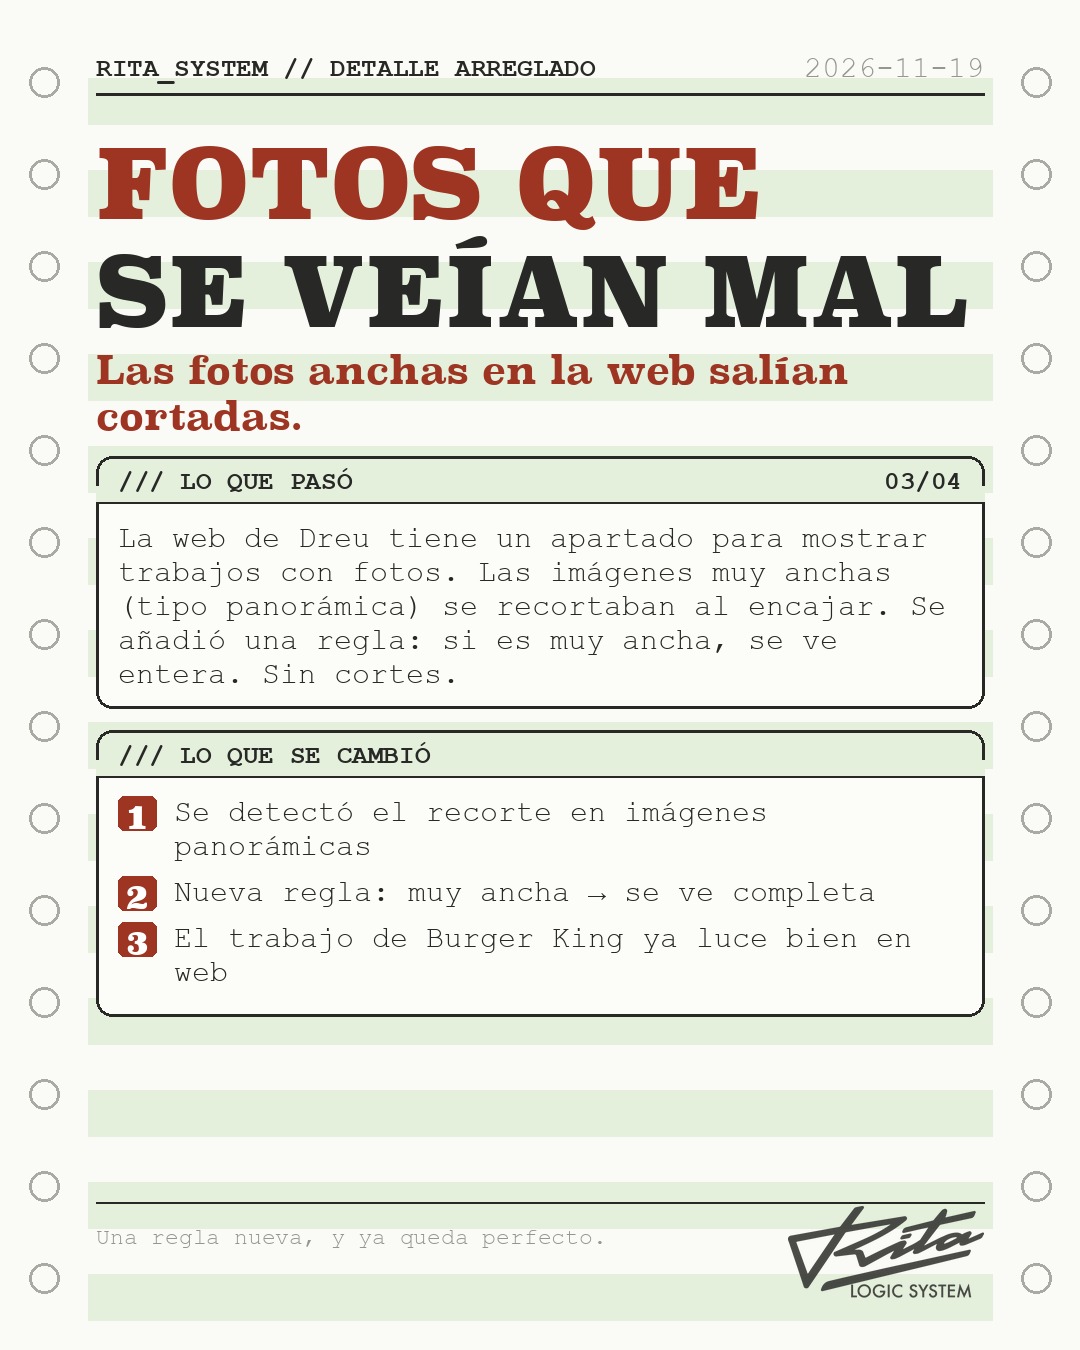 RITA_SYSTEM // DETALLE ARREGLADO 2026-11-19
FOTOS QUE
SE VEÍAN MAL
Las fotos anchas en la web salían
cortadas.
/// LO QUE PASÓ 03/04
La web de Dreu tiene un apartado para mostrar
trabajos con fotos. Las imágenes muy anchas
(tipo panorámica) se recortaban al encajar. Se
añadió una regla: si es muy ancha, se ve
entera. Sin cortes.
/// LO QUE SE CAMBIÓ
1 Se detectó el recorte en imágenes
panorámicas
2 Nueva regla: muy ancha → se ve completa
3 El trabajo de Burger King ya luce bien en
web
Una regla nueva, y ya queda perfecto.
Rita
LOGIC SYSTEM